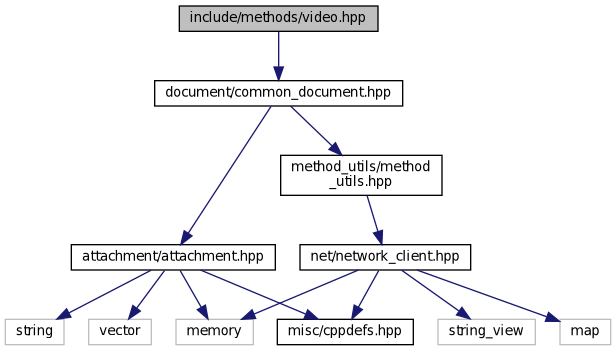 include/methods/video.hpp
document/common_document.hpp
method_utils/method
_utils.hpp
attachment/attachment.hpp
net/network_client.hpp
string
vector
memory
misc/cppdefs.hpp
string_view
map